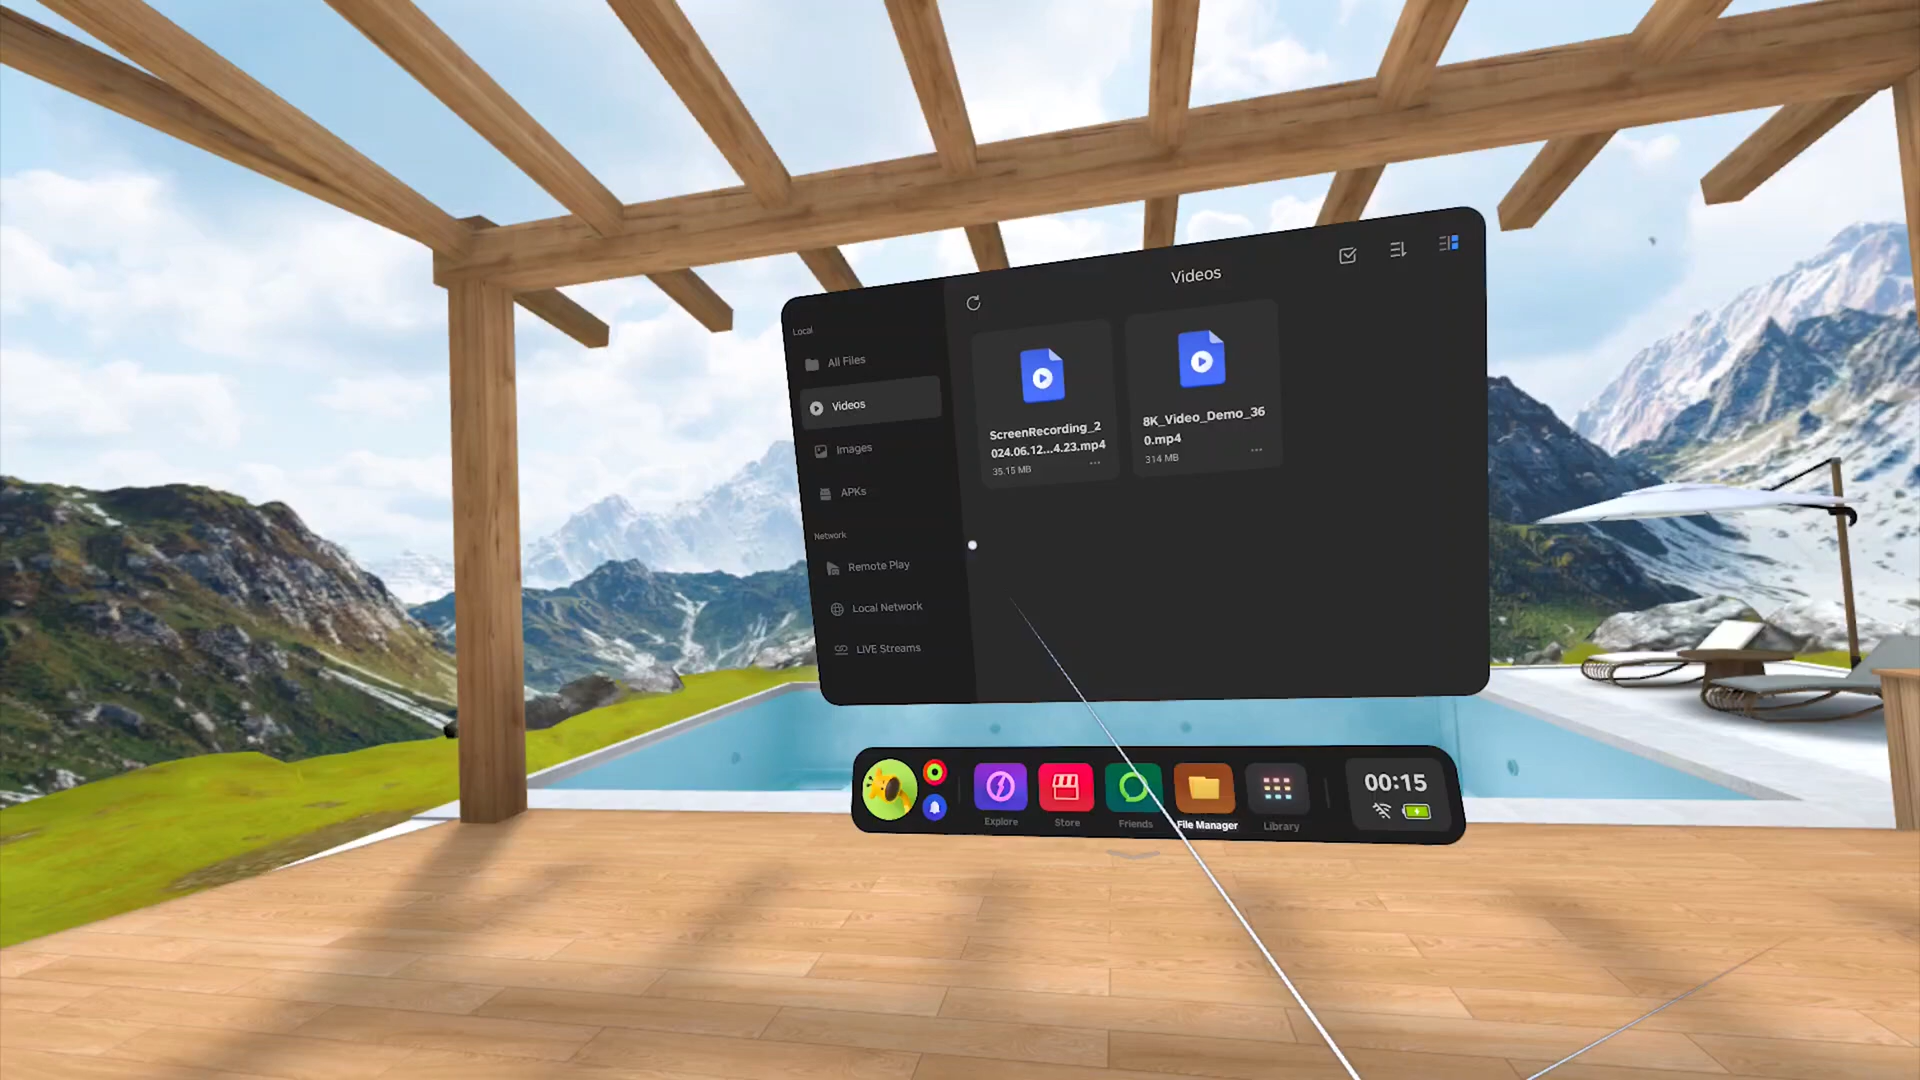 Videos
Local
All Files
Videos
Images
APKs
Network
Remote Play
Local Network
LIVE Streams
ScreenRecording_2
024.06.12...4.23.mp4
35.15 MB
8K_Video_Demo_36
0.mp4
314 MB
Explore
Store
Friends
File Manager
Library
00:15